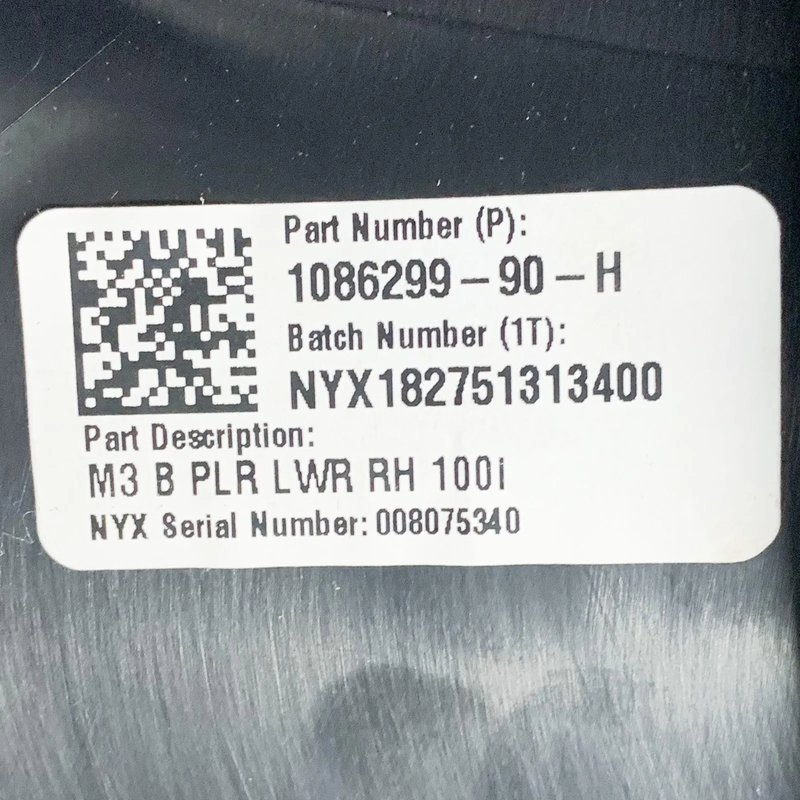 Part Number (P):
1086299-90-H
Batch Number (1T):
NYX182751313400
Part Description:
M3 B PLR LWR RH 100i
NYX Serial Number: 008075340